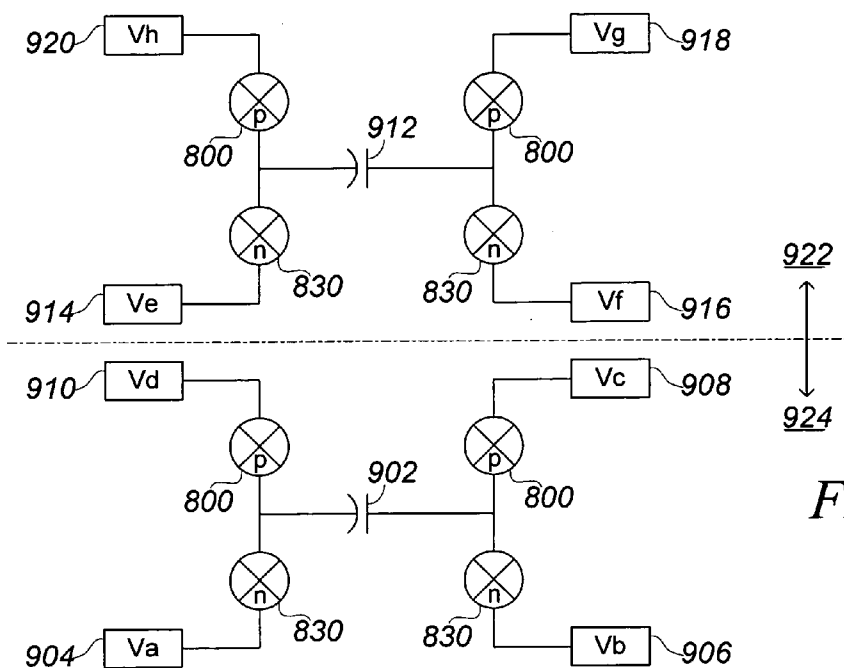 920 Vh Vg 918
p p
800 912 800
n n
830 830 922
914 Ve Vf 916
910 Vd Vc 908
924
p p
800 902 800
F
n n
830 830
904 Va Vb 906